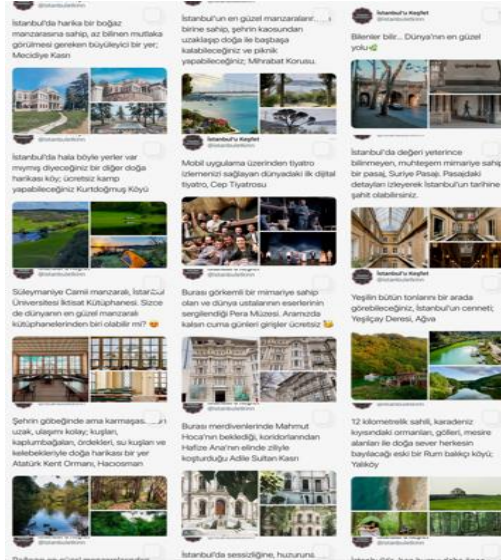 İstanbul'da harika bir boğaz
manzarasına sahip, az bilinen mutlaka
görülmesi gereken büyüleyici bir yer;
Mecidiye Kasrı
İstanbul'un en güzel manzaraları
birine sahip, şehrin kaosundan
uzaklaşıp doğa ile başbaşa
kalabileceğiniz ve piknik
yapabileceğiniz; Mihrabat Korusu.
İstanbul'u Keşfet
Bilenler bilir... Dünya'nın en güzel
yolu
İstanbul'da hala böyle yerler var
mıymış diyeceğiniz bir diğer doğa
harikası köy; ücretsiz kamp
yapabileceğiniz Kurtdoğmuş Köyü
İstanbul'u Keşfet
Mobil uygulama üzerinden tiyatro
izlemenizi sağlayan dünyadaki ilk dijital
tiyatro, Cep Tiyatrosu
İstanbul'da değeri yeterince
bilinmeyen, muhteşem mimariye sahip
bir pasaj, Suriye Pasajı. Pasajdaki
detayları izleyerek İstanbul'un tarihine
şahit olabilirsiniz.
Süleymaniye Camii manzaralı, İstanbul
Üniversitesi İktisat Kütüphanesi. Sizce
de dünyanın en güzel manzaralı
kütüphanelerinden biri olabilir mi?
Burası görkemli bir mimariye sahip
olan ve dünya ustalarının eserlerinin
sergilendiği Pera Müzesi. Aramızda
kalsın cuma günleri girişler ücretsiz
İstanbul'u Keşfet
Yeşilin bütün tonlarını bir arada
görebileceğiniz, İstanbul'un cenneti;
Yeşilçay Deresi, Ağva
Şehrin göbeğinde ama karmaşas
uzak, ulaşımı kolay; kuşları,
kaplumbağaları, ördekleri, su kuşları ve
kelebekleriyle doğa harikası bir yer
Atatürk Kent Ormanı, Hacıosman
Burası merdivenlerinde Mahmut
Hoca'nın beklediği, koridorlarından
Hafize Ana'nın elinde ziliyle
koşturduğu Adile Sultan Kasrı
12 kilometrelik sahili, karadeniz
kıyısındaki ormanları, gölleri, mesire
alanları ile doğa sever herkesin
bayılacağı eski bir Rum balıkçı köyü;
Yalıköy
İstanbul'da sessizliğine, huzuruna